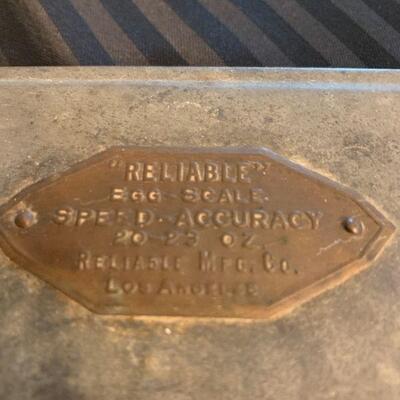 "RELIABLE"
EGG-SCALE.
SPEED-ACCURACY
20-23 OZ.
RELIABLE MFG. CO.
LOS ANGELES